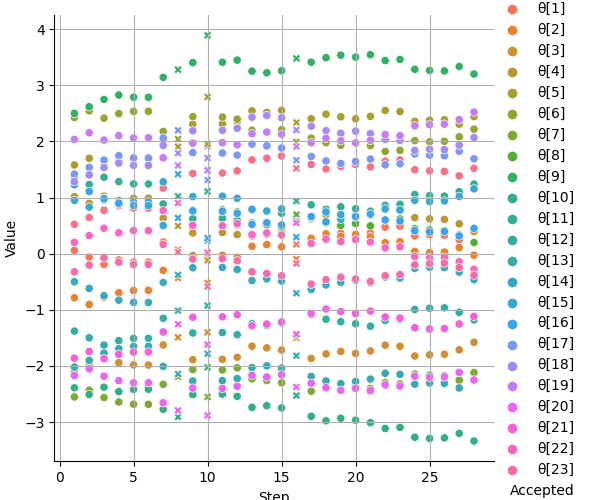 4
3
2
1
0
−1
−2
−3
Value
0
5
10
15
20
25
Step
θ[1]
θ[2]
θ[3]
θ[4]
θ[5]
θ[6]
θ[7]
θ[8]
θ[9]
θ[10]
θ[11]
θ[12]
θ[13]
θ[14]
θ[15]
θ[16]
θ[17]
θ[18]
θ[19]
θ[20]
θ[21]
θ[22]
θ[23]
Accepted